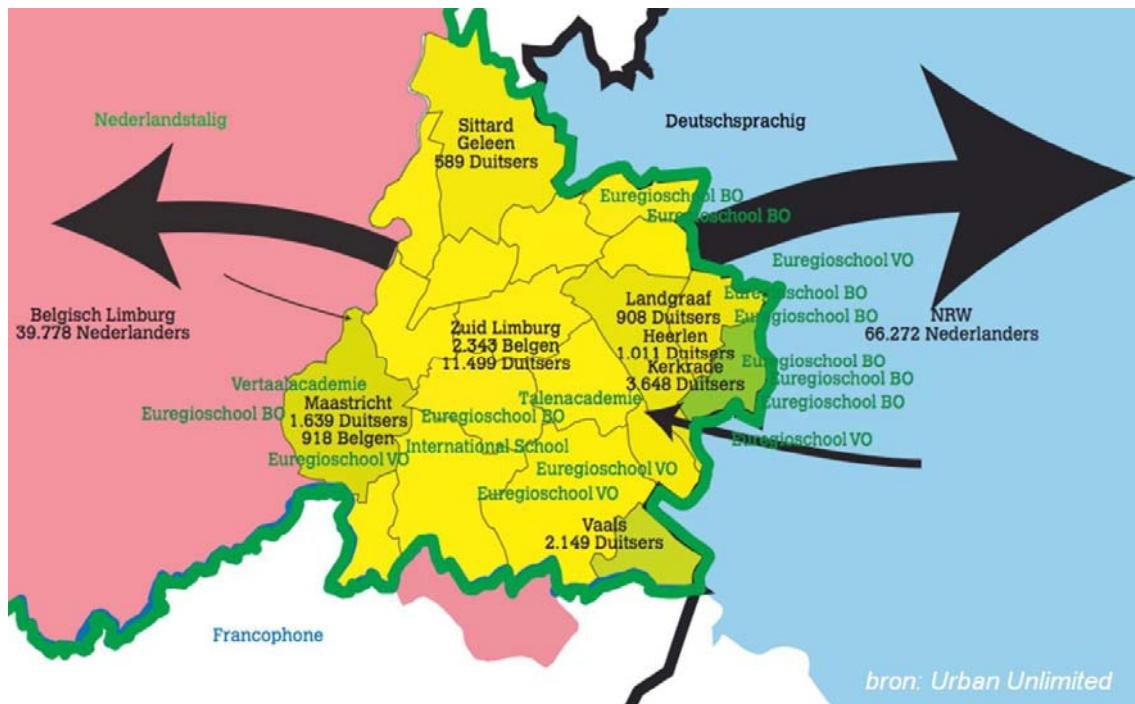 Nederlandstalig
Deutschsprachig
Sittard
Geleen
589 Duitsers
Euregioschool BO
Euregioschool BO
Euregioschool VO
Euregioschool BO
Euregioschool BO
Belgisch Limburg
39.778 Nederlanders
Zuid Limburg
2.343 Belgen
11.499 Duitsers
Landgraaf
908 Duitsers
Heerlen
1.011 Duitsers
Kerkrade
3.648 Duitsers
NRW
66.272 Nederlanders
Euregioschool BO
Euregioschool BO
Euregioschool BO
Vertaalacademie
Maastricht
1.639 Duitsers
918 Belgen
Euregioschool BO
Euregioschool VO
Talenacademie
Euregioschool BO
International School
Euregioschool VO
Euregioschool VO
Euregioschool VO
Vaals
2.149 Duitsers
Francophone
bron: Urban Unlimited